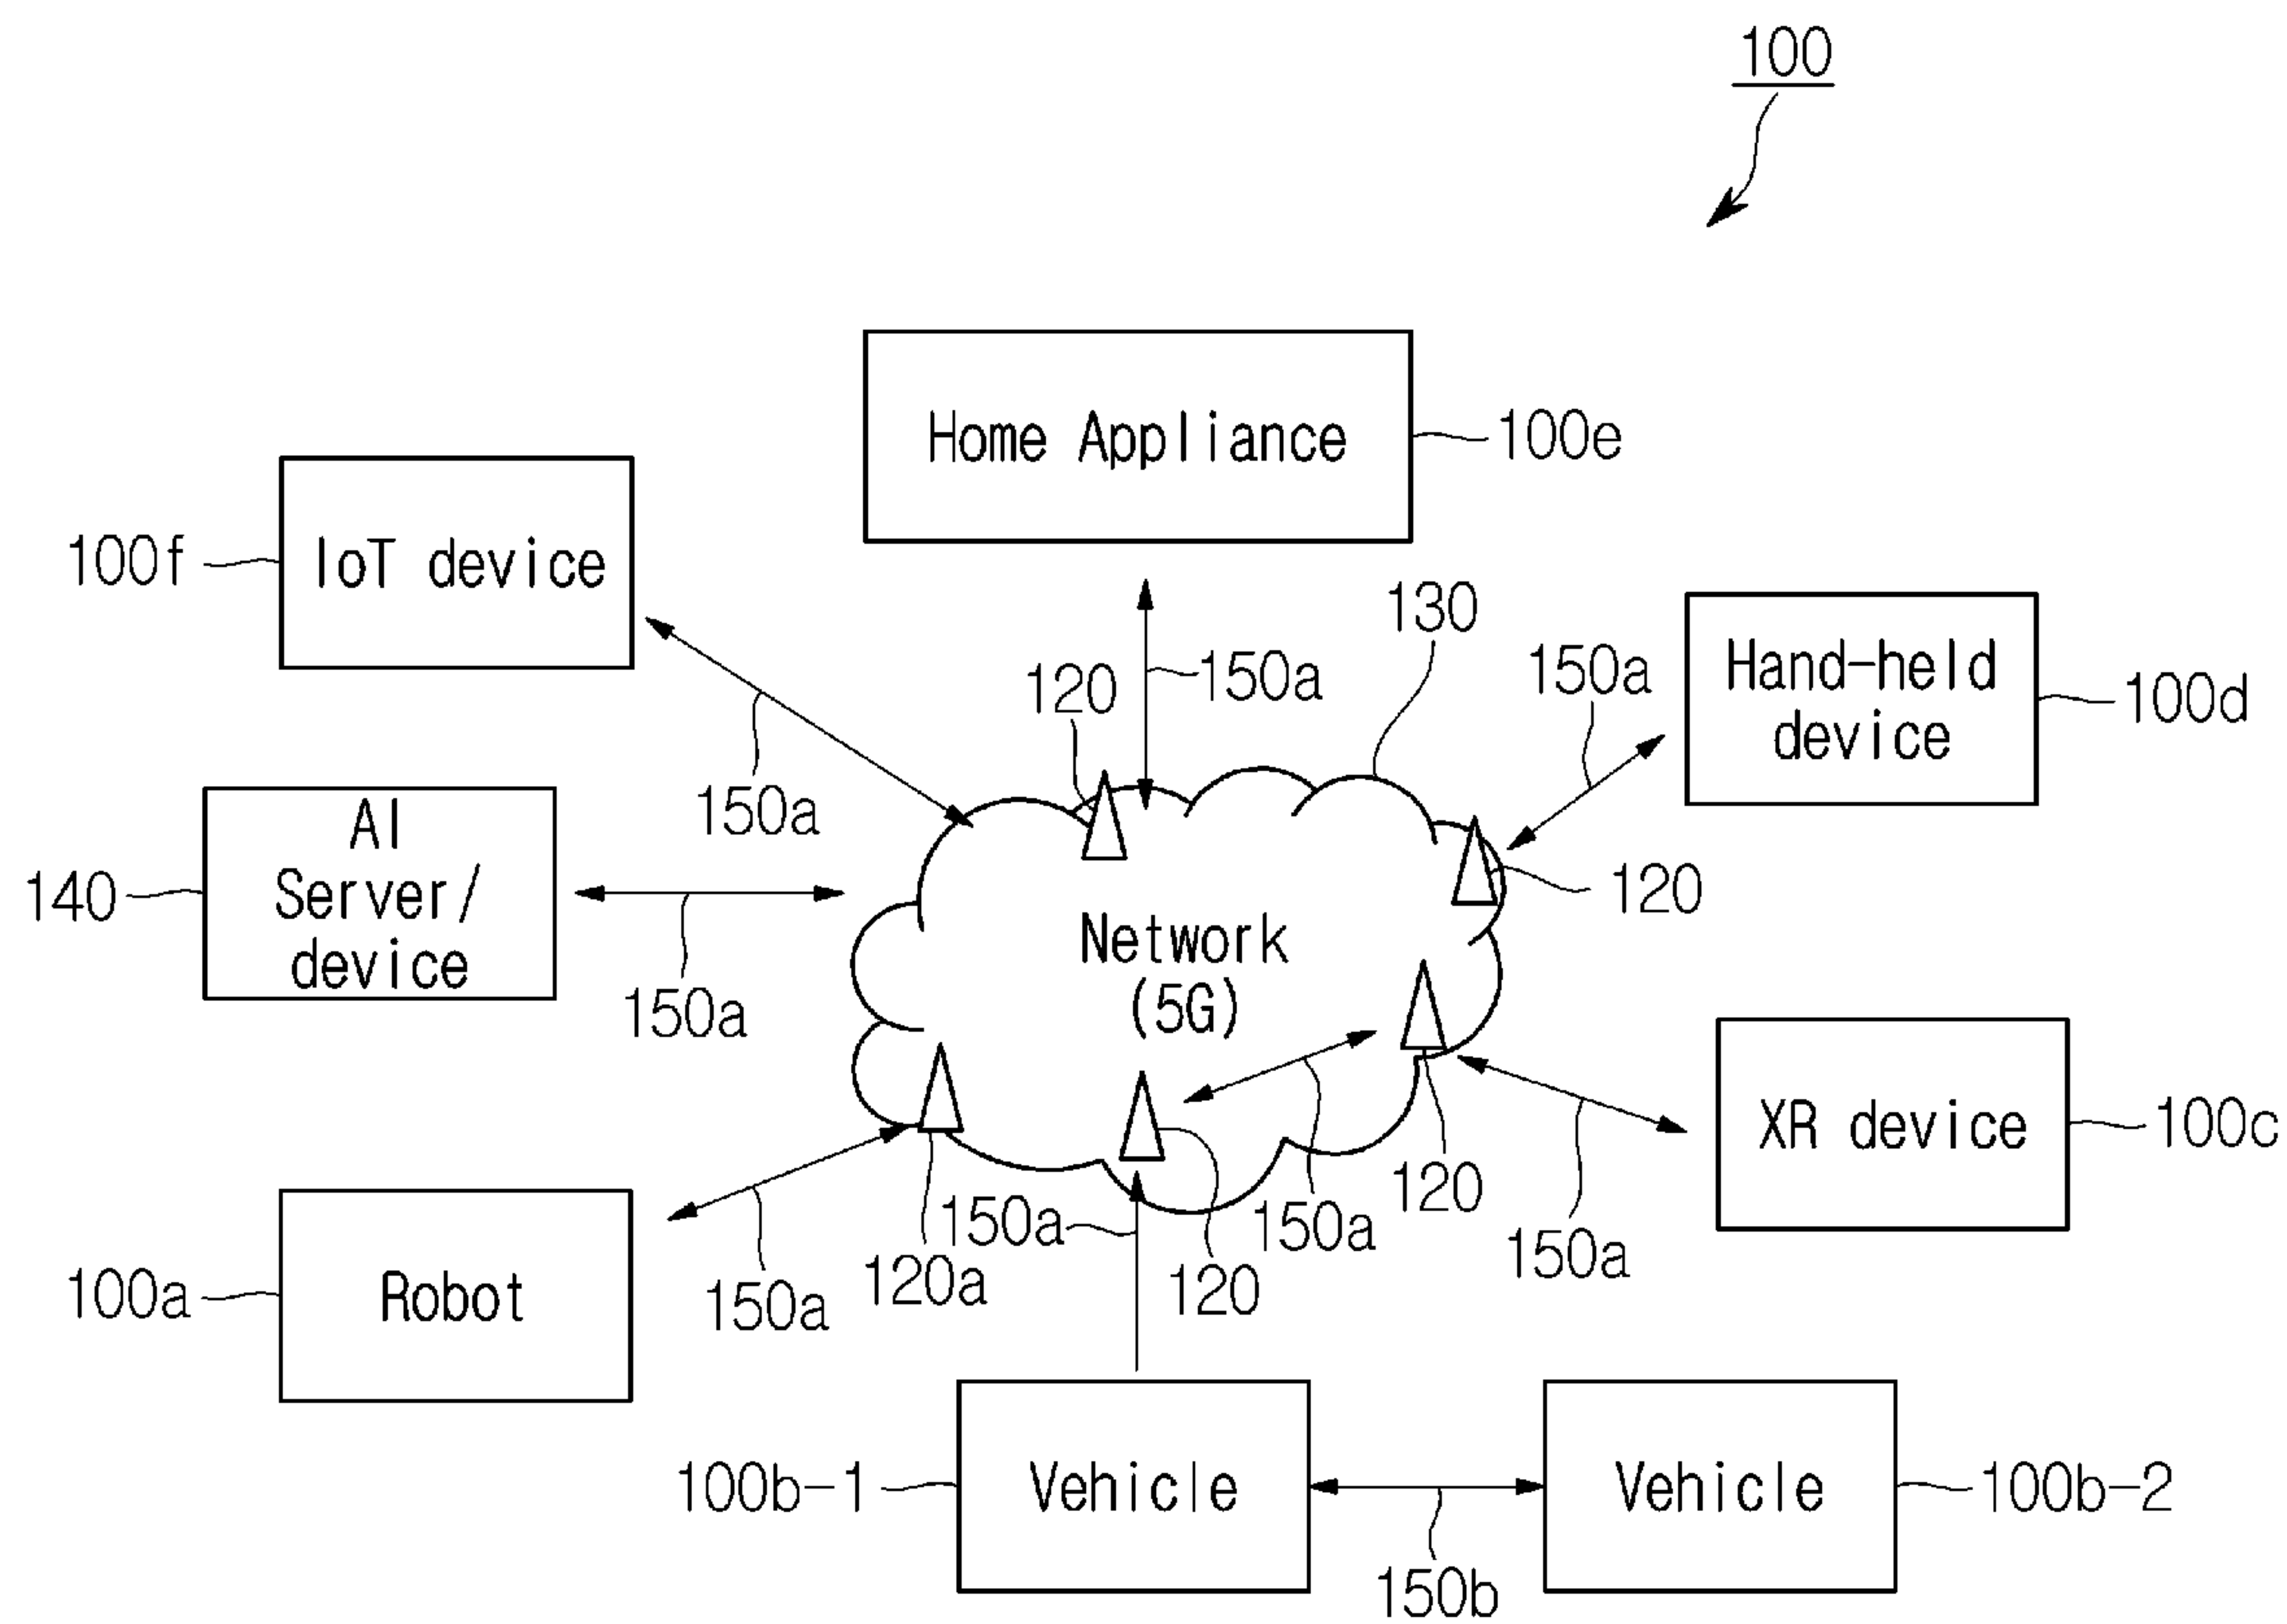 100
Home Appliance
100e
100f
IoT device
130
Hand-held
device
100d
150a
120
150a
150a
AI
Server/
device
140
150a
120
Network
(5G)
150a
XR device
100c
120
150a
150a
150a
120a
120
150a
Robot
100a
150a
100b-1
Vehicle
Vehicle
100b-2
150b